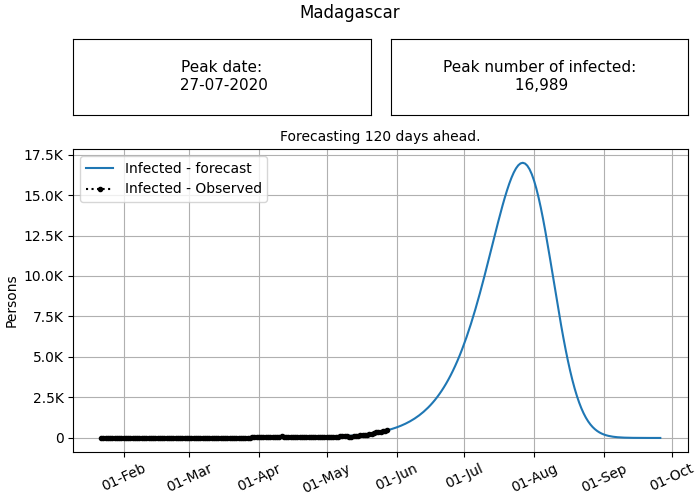 Madagascar
Peak date:
27-07-2020
Peak number of infected:
16,989
Forecasting 120 days ahead.
17.5K
15.0K
12.5K
10.0K
7.5K
5.0K
2.5K
0
Persons
Infected - forecast
Infected - Observed
01-Feb
01-Mar
01-Apr
01-May
01-Jun
01-Jul
01-Aug
01-Sep
01-Oct